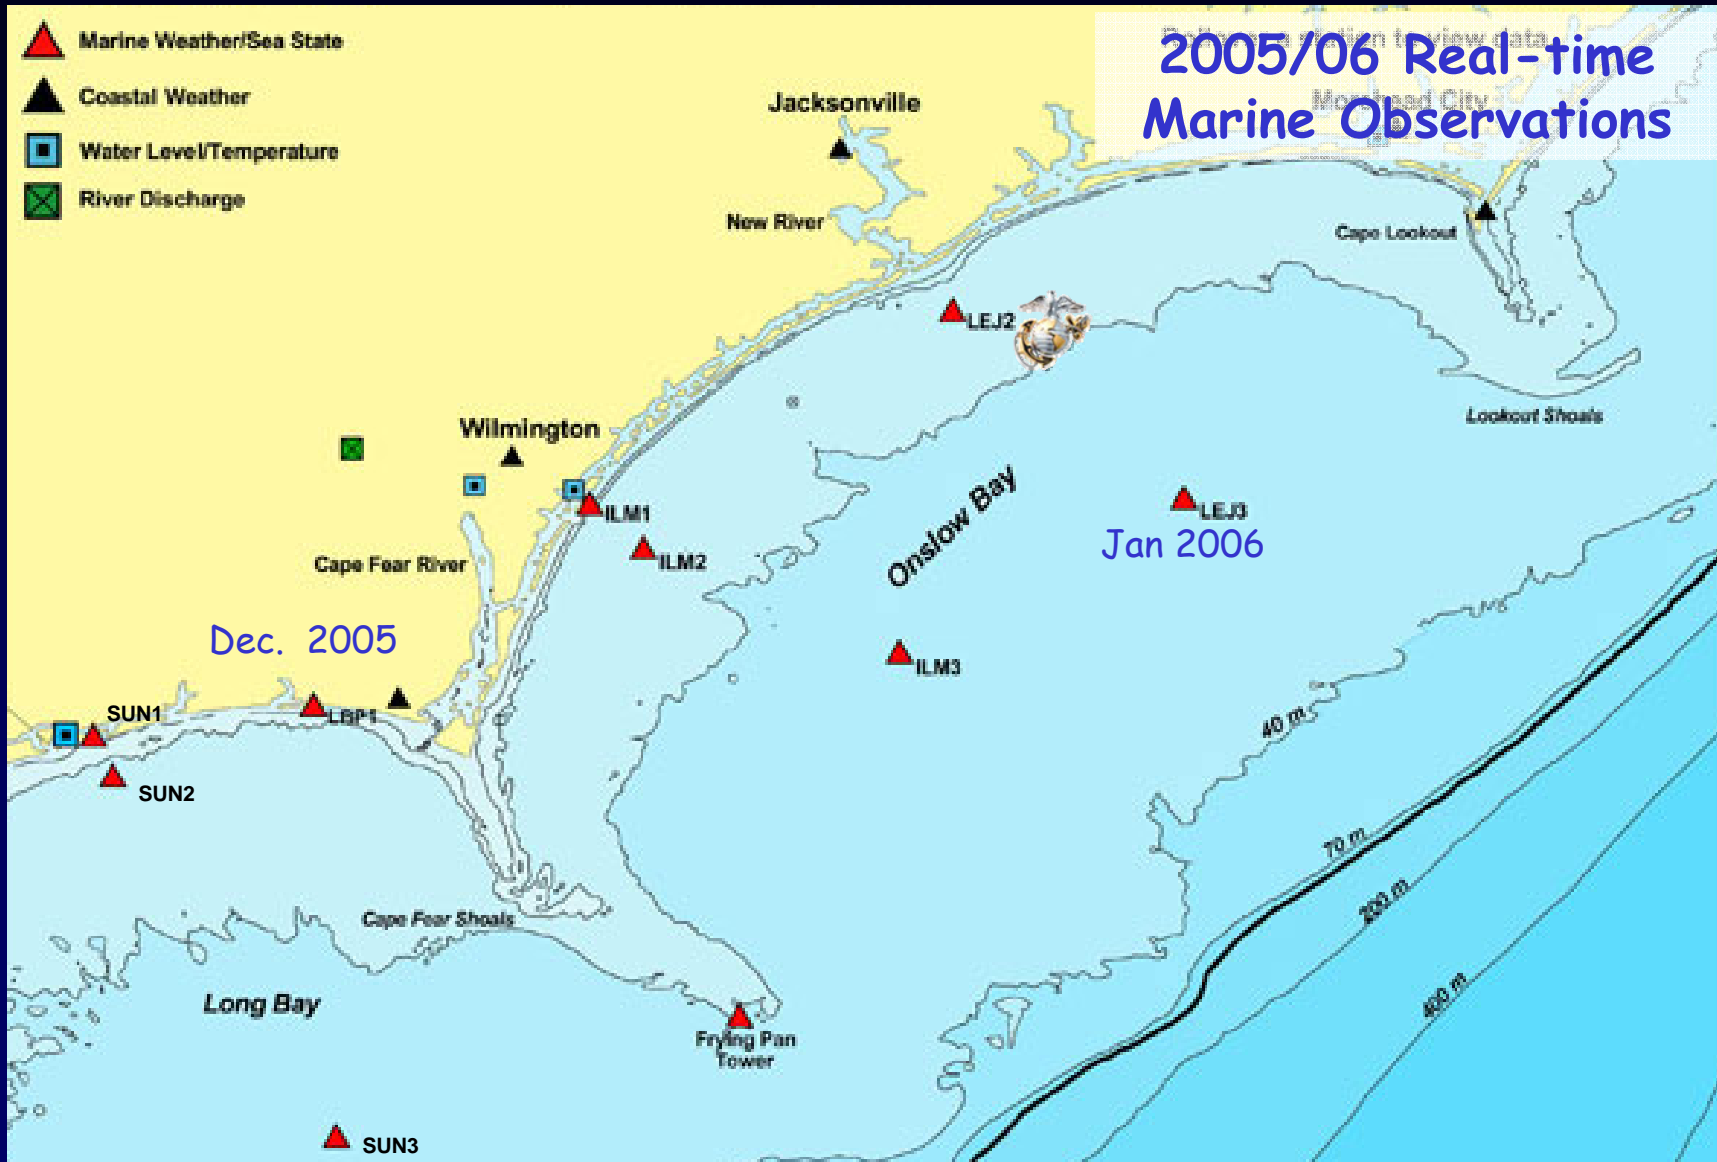 Marine Weather/Sea State
Coastal Weather
Water Level/Temperature
River Discharge
2005/06 Real-time
Marine Observations
Morehead City
Jacksonville
New River
Cape Lookout
LEJ2
Lookout Shoals
Wilmington
Onslow Bay
LEJ3
Jan 2006
ILM1
ILM2
Cape Fear River
Dec. 2005
ILM3
SUN1
LBP1
SUN2
40 m
70 m
200 m
400 m
Cape Fear Shoals
Long Bay
Frying Pan
Tower
SUN3